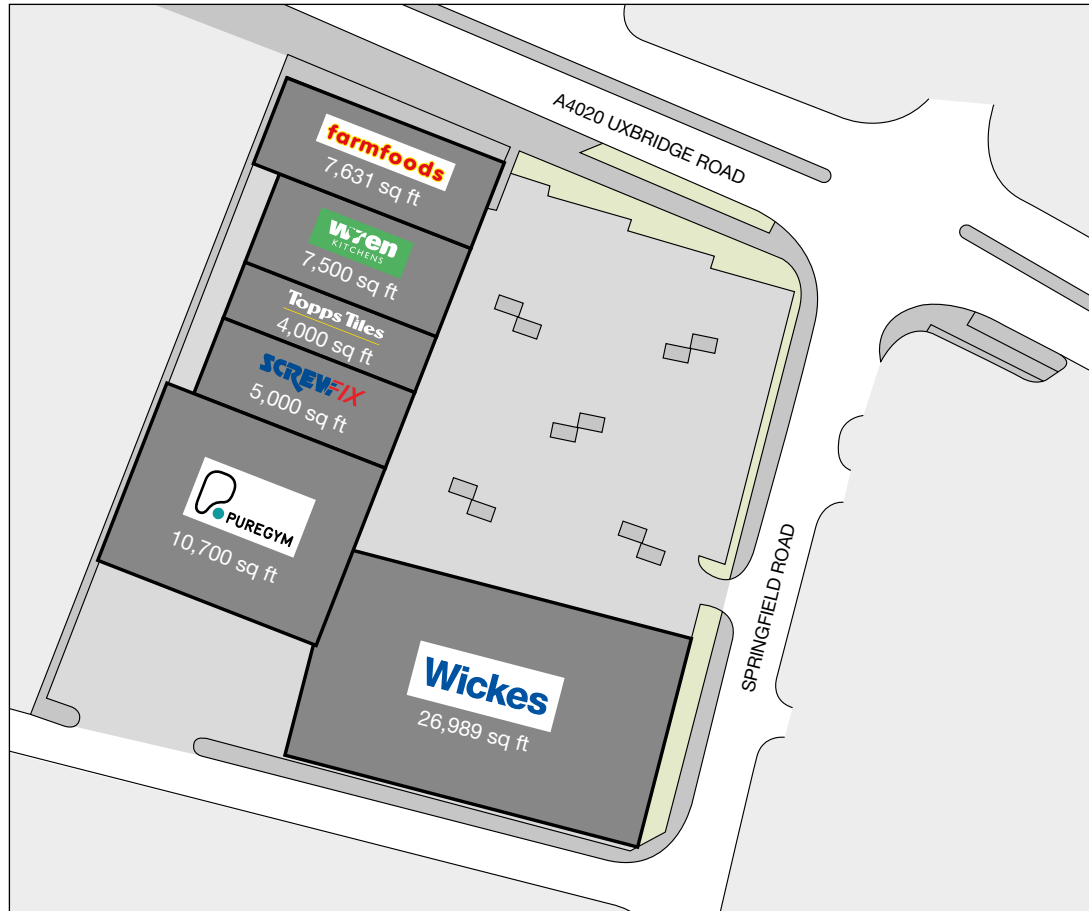 A4020 UXBRIDGE ROAD
farmfoods
7,631 sq ft
wren
KITCHENS
7,500 sq ft
Topps Tiles
4,000 sq ft
SCREWFIX
5,000 sq ft
PUREGYM
10,700 sq ft
SPRINGFIELD ROAD
Wickes
26,989 sq ft